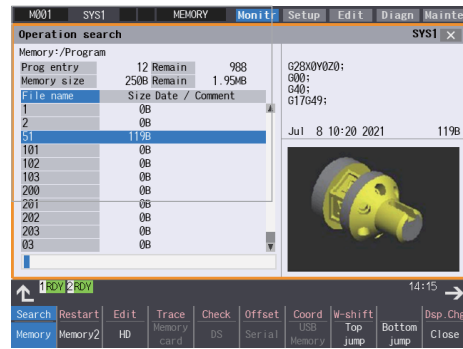 M001 SYS1 MEMORY Monitr Setup Edit Diagn Mainte
Operation search SYS1
Memory:/Program
Prog entry 12 Remain 988
Memory size 250B Remain 1.95MB
File name Size Date / Comment
1 0B
2 0B
51 119B
101 0B
102 0B
103 0B
200 0B
201 0B
202 0B
203 0B
03 0B
G28X0Y0Z0;
G00;
G40;
G17G49;
Jul 8 10:20 2021 119B
1 RDY 2 RDY 14:15
Search Restart Edit Trace Check Offset Coord W-shift Dsp.Chg
Memory Memory2 HD Memory card DS Serial USB Memory Top jump Bottom jump Close